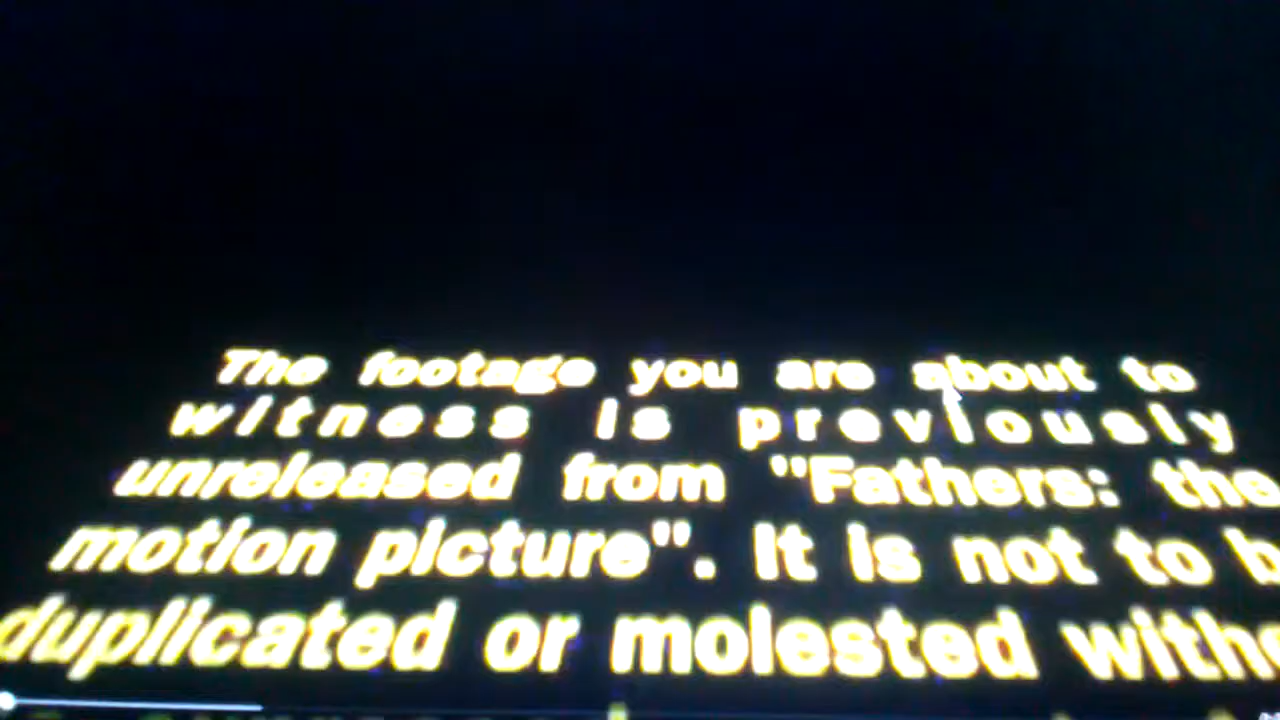 The footage you are about to
witness is previously
unreleased from "Fathers: the
motion picture". It is not to b
duplicated or molested witho